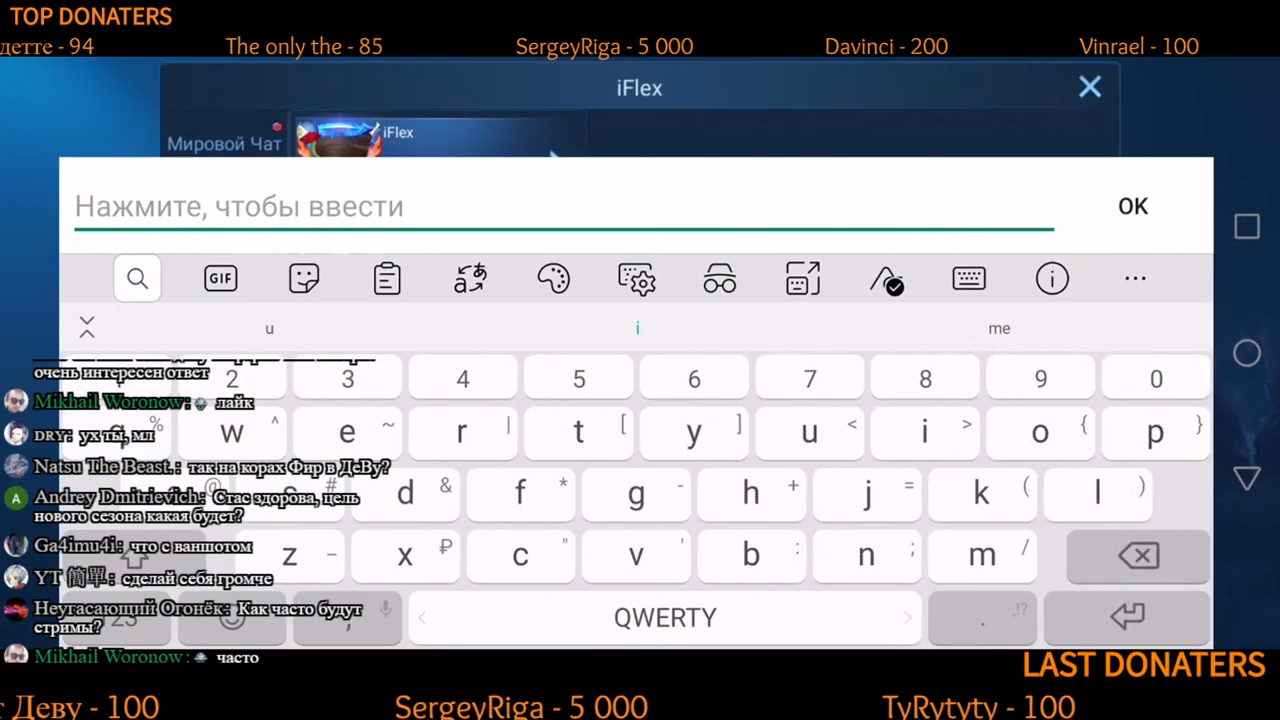 TOP DONATERS
детте - 94
The only the - 85
SergeyRiga - 5 000
Davinci - 200
Vinrael - 100
iFlex
Мировой Чат
iFlex
Нажмите, чтобы ввести
OK
GIF
u
i
me
2 3 4 5 6 7 8 9 0
q % w ^ e ~ r | t [ y ] u < i > o { p }
@ s # d & f * g - h + j = k ( l )
z _ x ₽ c " v ' b : n ; m /
, QWERTY . ,!?
очень интересен ответ
Mikhail Woronow: лайк
DRY: ух ты, мл
Natsu The Beast.: так на корах Фир в ДеВу?
Andrey Dmitrievich: Стас здорова, цель
нового сезона какая будет?
Ga4imu4i: что с ваншотом
YT 簡單: сделай себя громче
Неугасающий Огонёк: Как часто будут
стримы?
Mikhail Woronow: часто
LAST DONATERS
т Деву - 100
SergeyRiga - 5 000
TyRytyty - 100